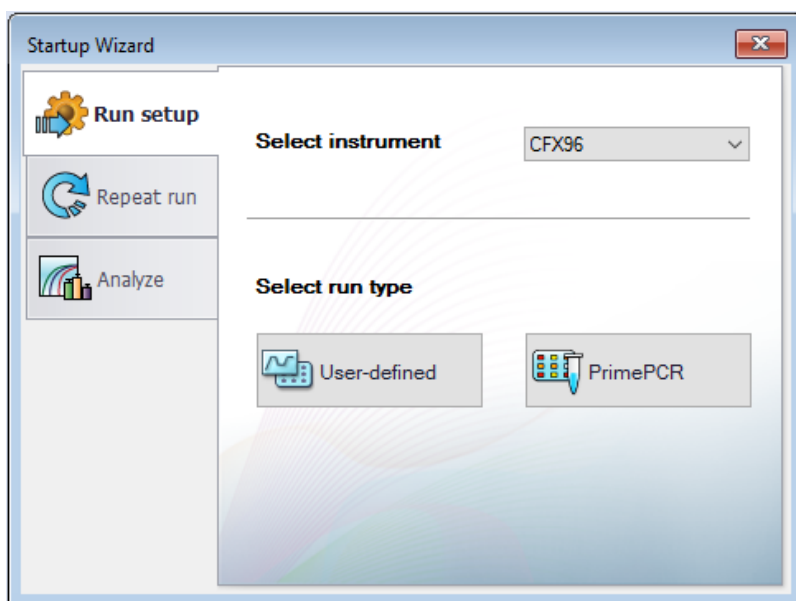 Startup Wizard
Run setup
Repeat run
Analyze
Select instrument
CFX96
Select run type
User-defined
PrimePCR